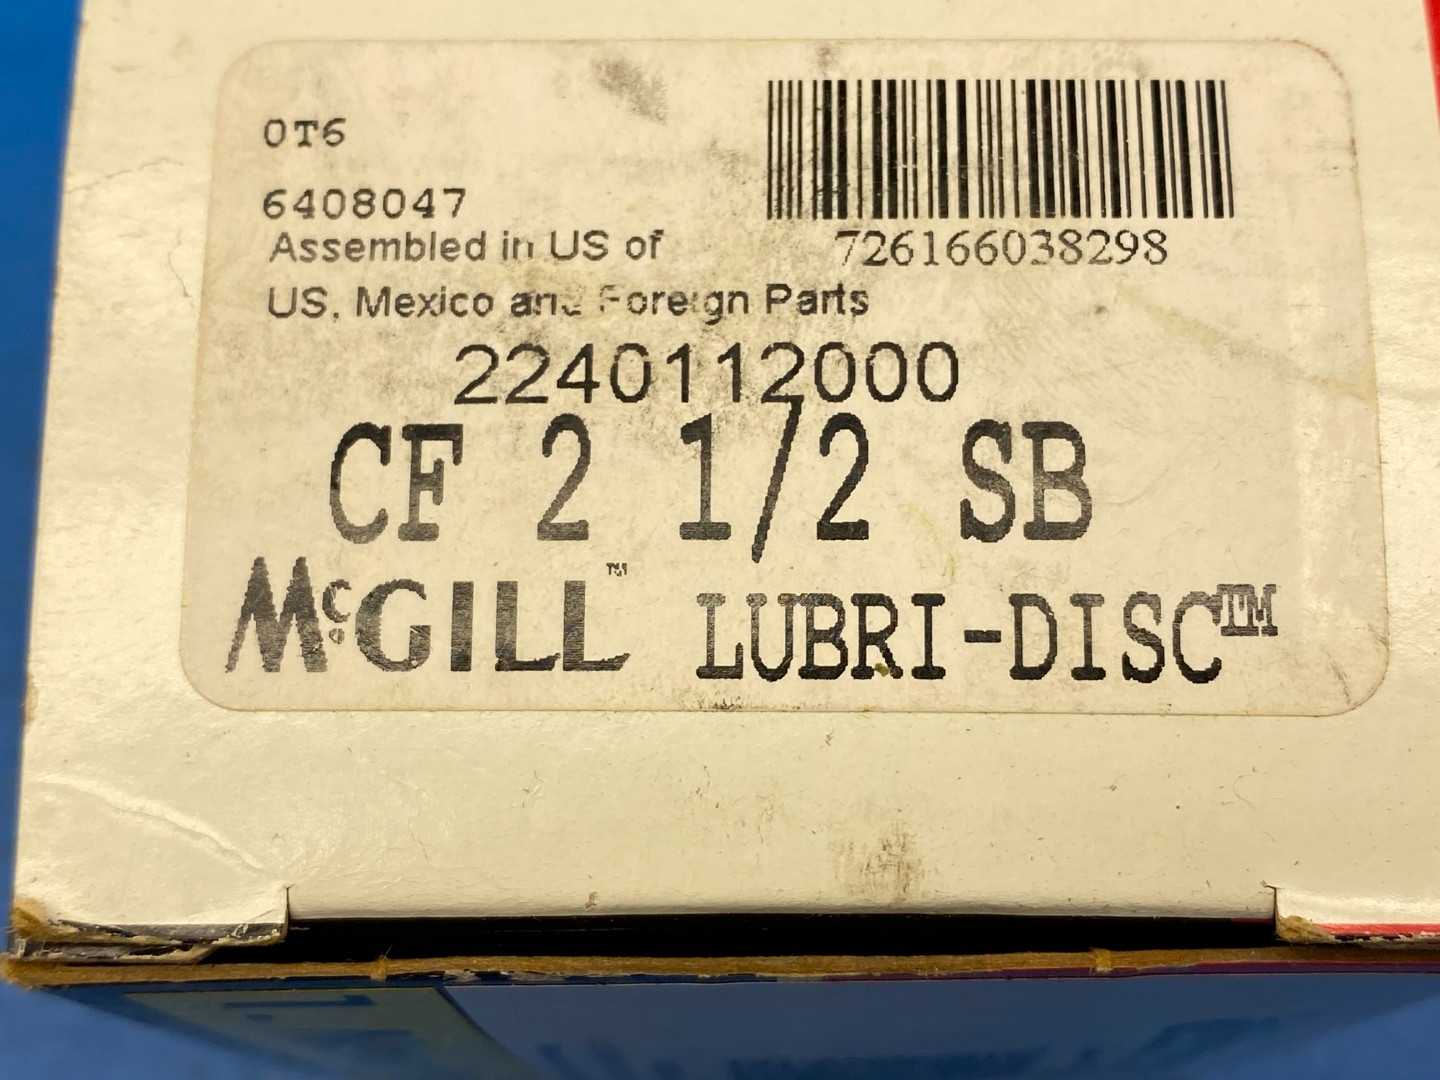 0T6
6408047
726166038298
Assembled in US of
US, Mexico and Foreign Parts
2240112000
CF 2 1/2 SB
McGILL™ LUBRI-DISC™